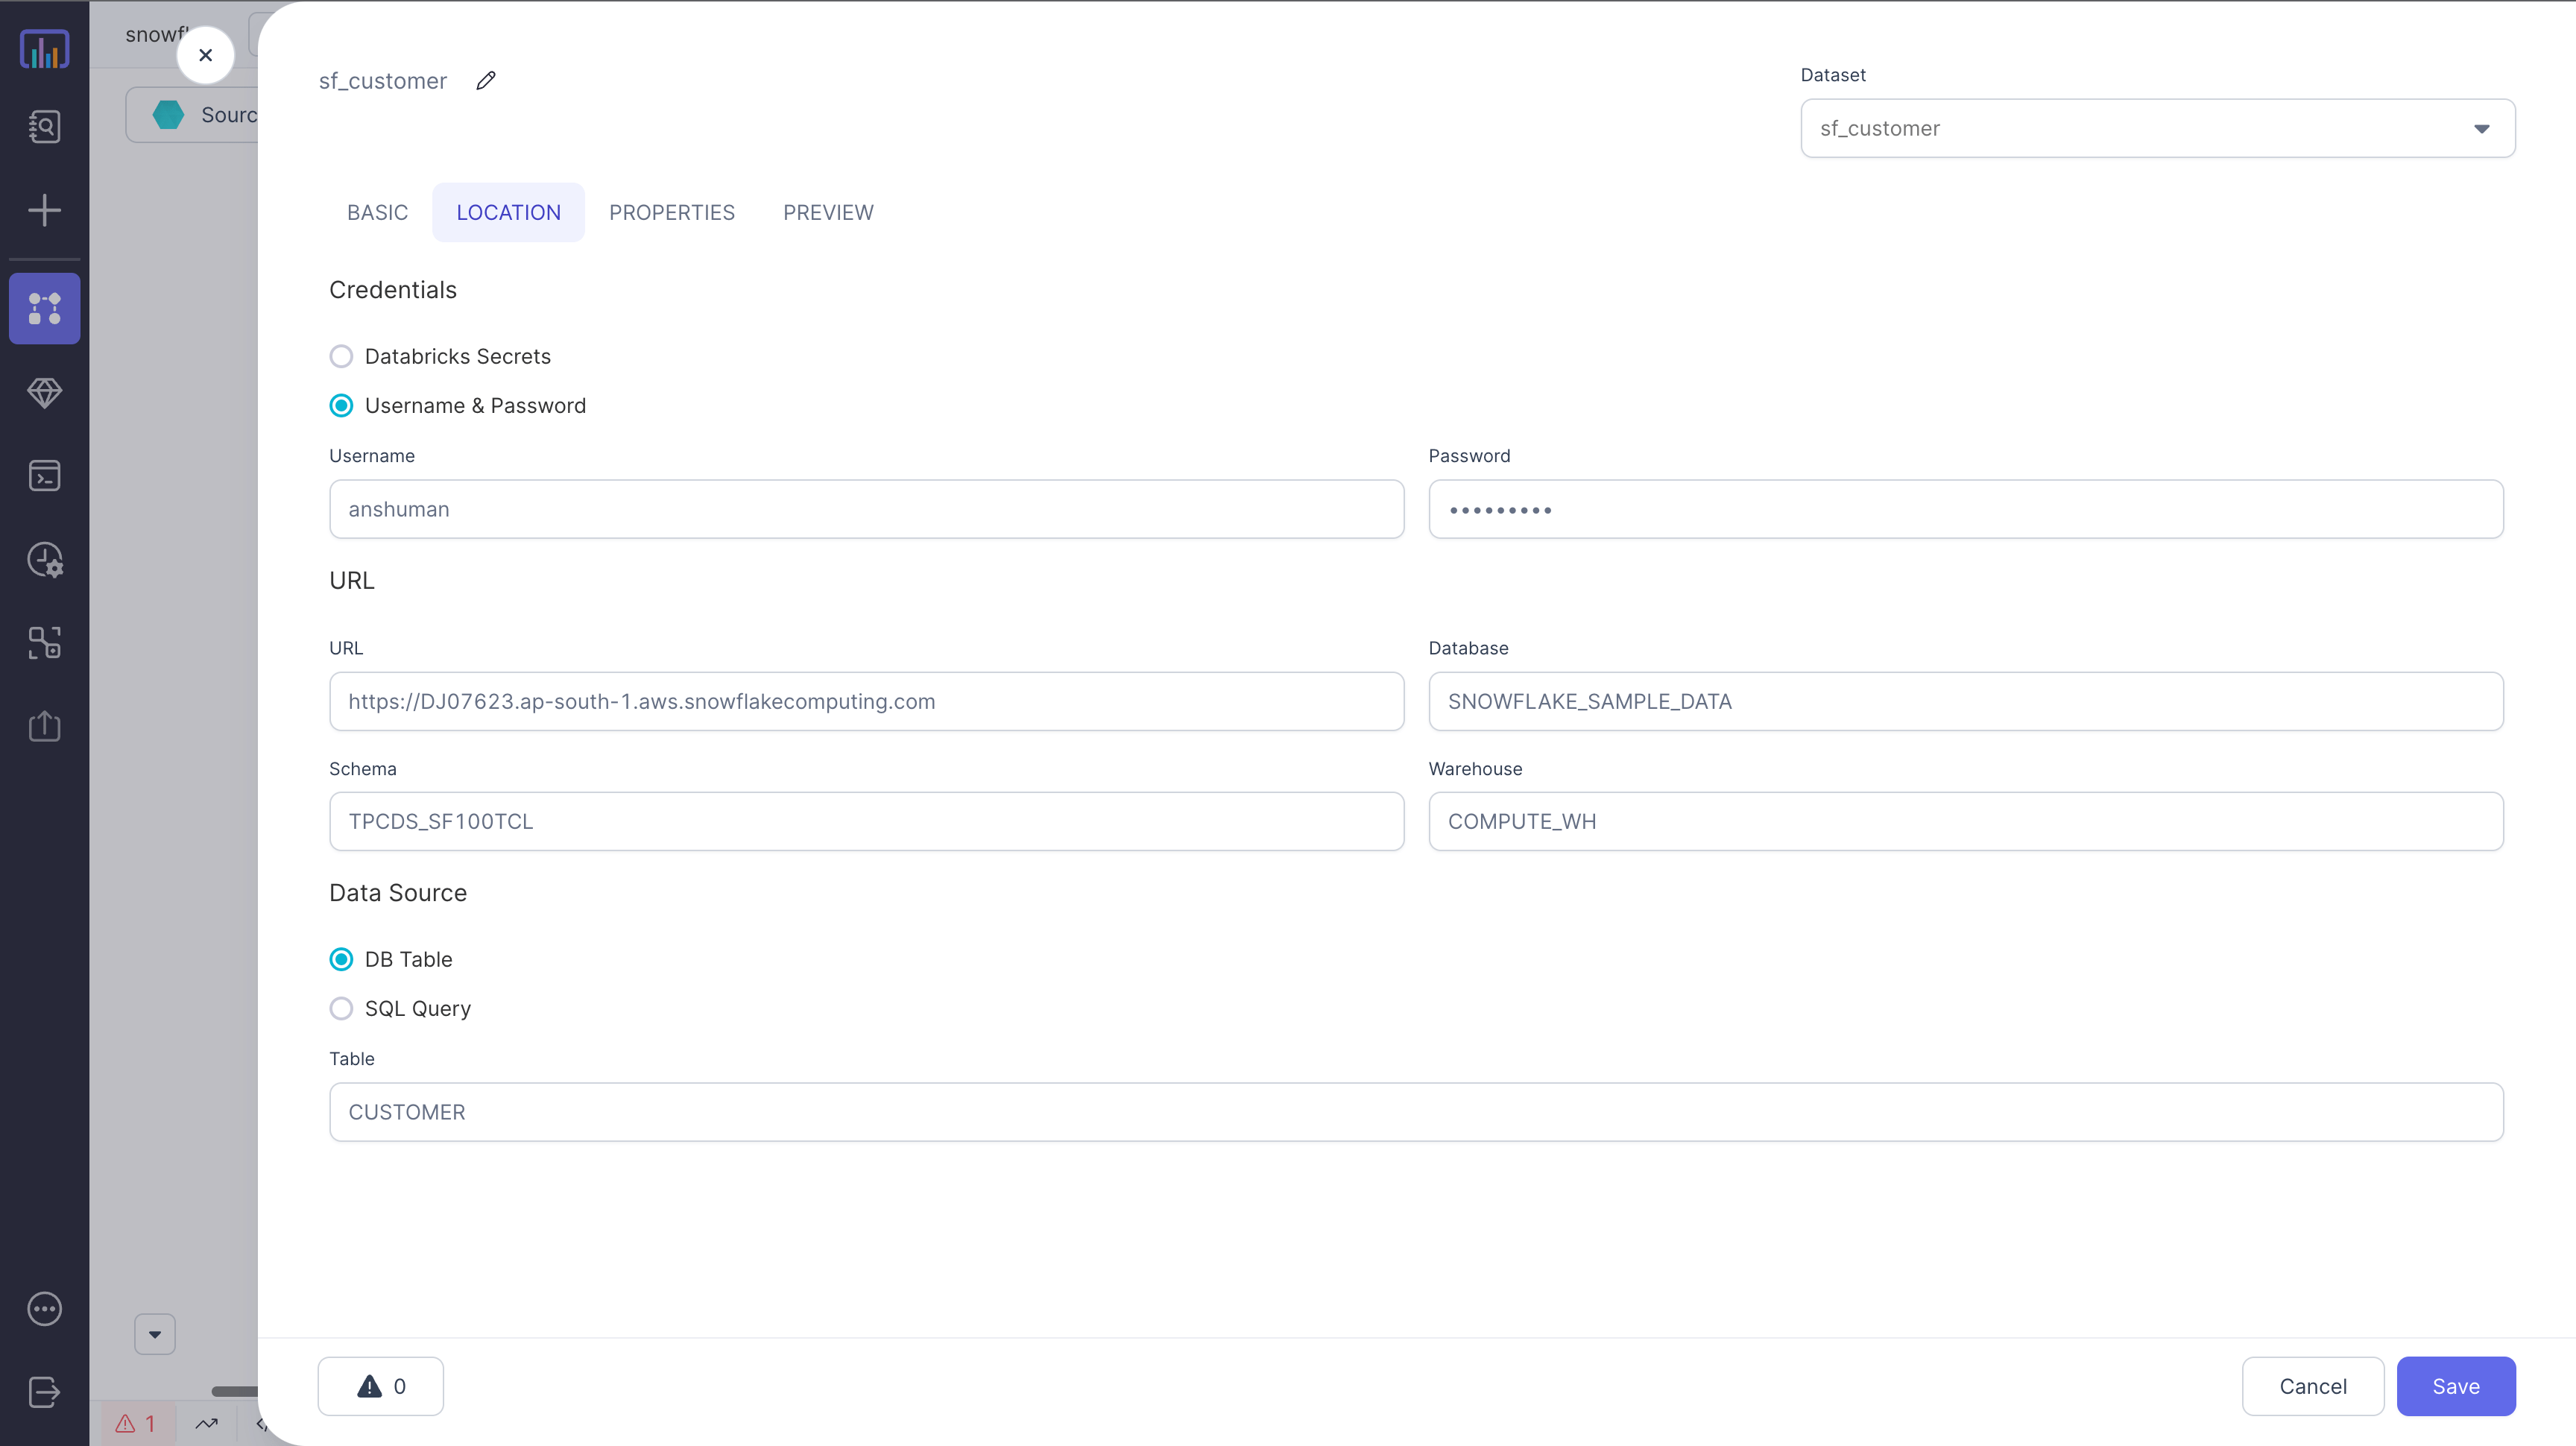 sf_customer
Dataset
sf_customer
BASIC LOCATION PROPERTIES PREVIEW
Credentials
Databricks Secrets
Username & Password
Username Password
anshuman •••••••••
URL
URL Database
https://DJ07623.ap-south-1.aws.snowflakecomputing.com SNOWFLAKE_SAMPLE_DATA
Schema Warehouse
TPCDS_SF100TCL COMPUTE_WH
Data Source
DB Table
SQL Query
Table
CUSTOMER
0 Cancel Save
1